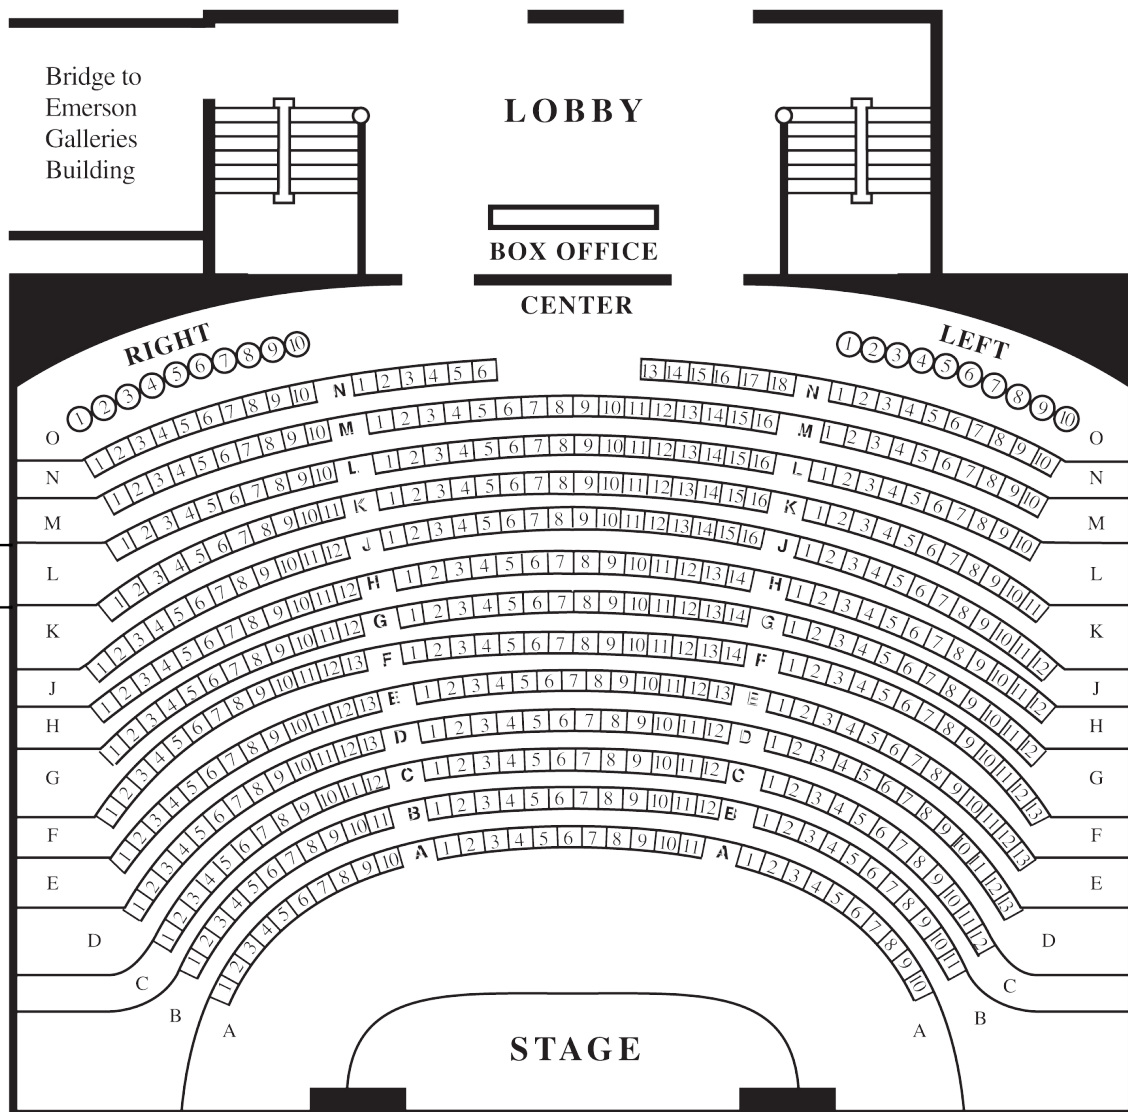 Bridge to
Emerson
Galleries
Building
LOBBY
BOX OFFICE
CENTER
RIGHT
LEFT
O 1 2 3 4 5 6 7 8 9 10
1 2 3 4 5 6 7 8 9 10 O
N 1 2 3 4 5 6 7 8 9 10 N 1 2 3 4 5 6
13 14 15 16 17 18 N 1 2 3 4 5 6 7 8 9 10 N
M 1 2 3 4 5 6 7 8 9 10 M 1 2 3 4 5 6 7 8 9 10 11 12 13 14 15 16 M 1 2 3 4 5 6 7 8 9 10 M
L 1 2 3 4 5 6 7 8 9 10 L 1 2 3 4 5 6 7 8 9 10 11 12 13 14 15 16 L 1 2 3 4 5 6 7 8 9 10 L
K 1 2 3 4 5 6 7 8 9 10 11 K 1 2 3 4 5 6 7 8 9 10 11 12 13 14 15 16 K 1 2 3 4 5 6 7 8 9 10 11 K
J 1 2 3 4 5 6 7 8 9 10 11 12 J 1 2 3 4 5 6 7 8 9 10 11 12 13 14 15 16 J 1 2 3 4 5 6 7 8 9 10 11 12 J
H 1 2 3 4 5 6 7 8 9 10 11 12 H 1 2 3 4 5 6 7 8 9 10 11 12 13 14 H 1 2 3 4 5 6 7 8 9 10 11 12 H
G 1 2 3 4 5 6 7 8 9 10 11 12 G 1 2 3 4 5 6 7 8 9 10 11 12 13 14 G 1 2 3 4 5 6 7 8 9 10 11 12 G
F 1 2 3 4 5 6 7 8 9 10 11 12 13 F 1 2 3 4 5 6 7 8 9 10 11 12 13 14 F 1 2 3 4 5 6 7 8 9 10 11 12 13 F
E 1 2 3 4 5 6 7 8 9 10 11 12 13 E 1 2 3 4 5 6 7 8 9 10 11 12 13 E 1 2 3 4 5 6 7 8 9 10 11 12 13 E
D 1 2 3 4 5 6 7 8 9 10 11 12 13 D 1 2 3 4 5 6 7 8 9 10 11 12 D 1 2 3 4 5 6 7 8 9 10 11 12 13 D
C 1 2 3 4 5 6 7 8 9 10 11 12 C 1 2 3 4 5 6 7 8 9 10 11 12 C 1 2 3 4 5 6 7 8 9 10 11 12 C
B 1 2 3 4 5 6 7 8 9 10 11 B 1 2 3 4 5 6 7 8 9 10 11 12 B 1 2 3 4 5 6 7 8 9 10 11 B
A 1 2 3 4 5 6 7 8 9 10 A 1 2 3 4 5 6 7 8 9 10 11 A 1 2 3 4 5 6 7 8 9 10 A
STAGE